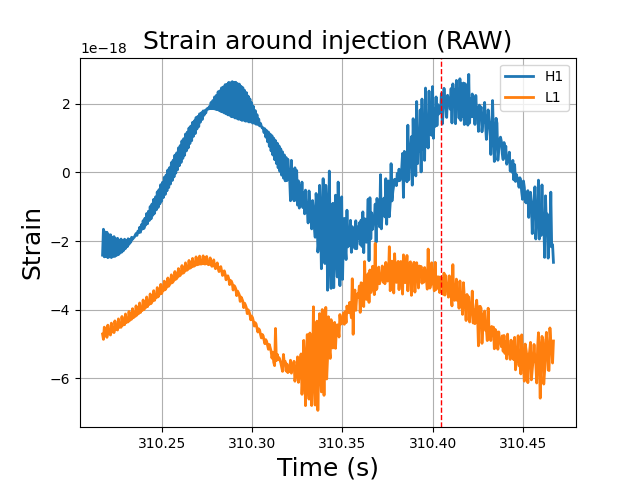 Strain around injection (RAW)
1e−18
H1
L1
2
0
−2
−4
−6
Strain
310.25 310.30 310.35 310.40 310.45
Time (s)